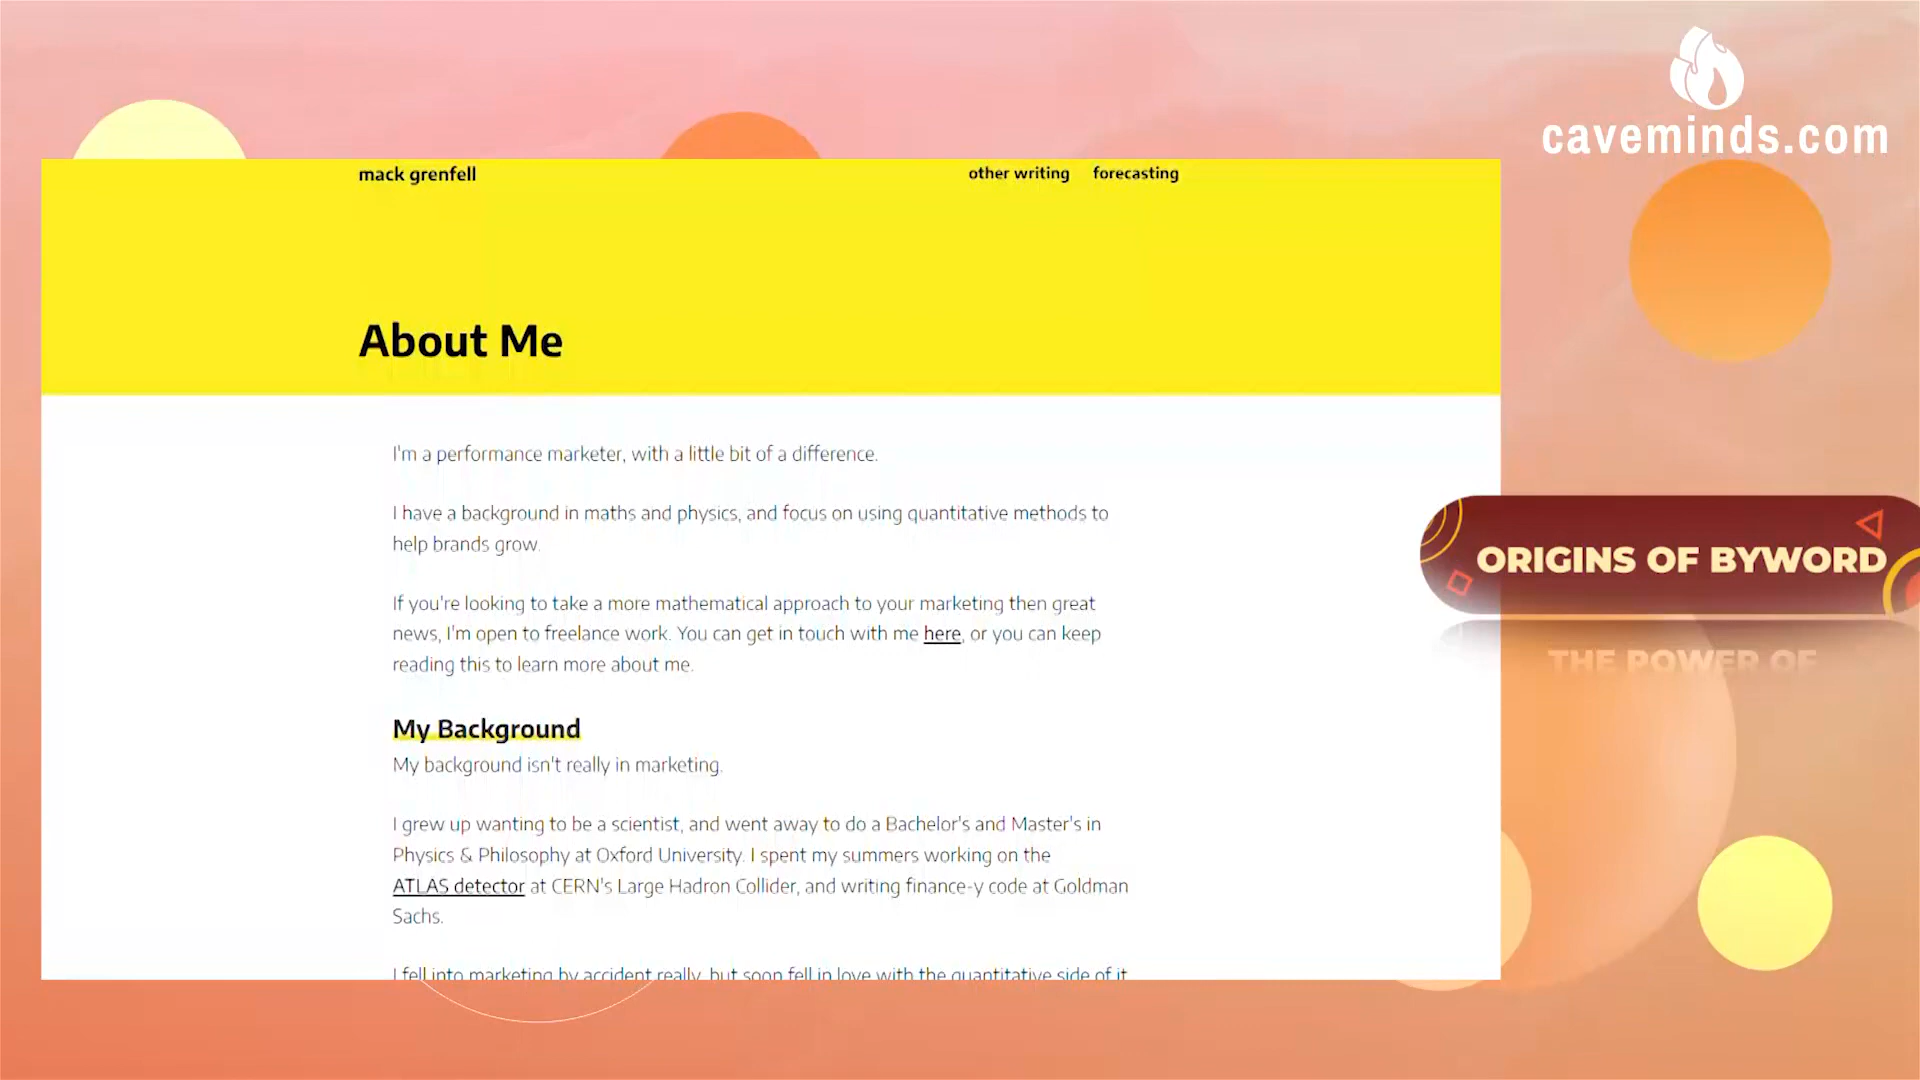 caveminds.com
mack grenfell
other writing forecasting
About Me
I'm a performance marketer, with a little bit of a difference.
I have a background in maths and physics, and focus on using quantitative methods to
help brands grow.
If you're looking to take a more mathematical approach to your marketing then great
news, I'm open to freelance work. You can get in touch with me here, or you can keep
reading this to learn more about me.
My Background
My background isn't really in marketing.
I grew up wanting to be a scientist, and went away to do a Bachelor's and Master's in
Physics & Philosophy at Oxford University. I spent my summers working on the
ATLAS detector at CERN's Large Hadron Collider, and writing finance-y code at Goldman
Sachs.
I fell into marketing by accident really, but soon fell in love with the quantitative side of it
ORIGINS OF BYWORD
THE POWER OF